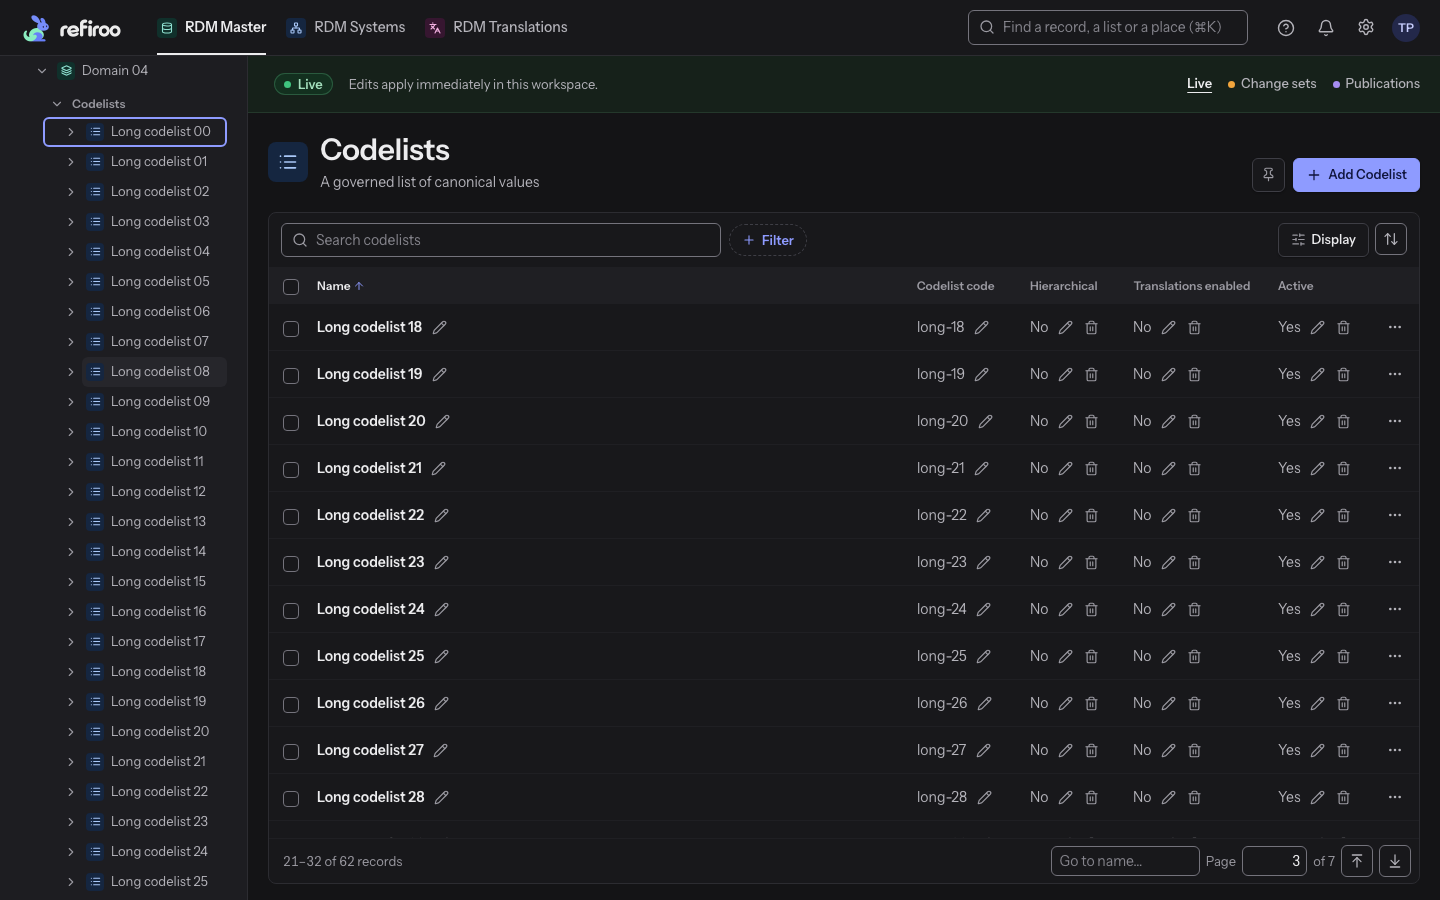 refiroo
RDM Master
RDM Systems
RDM Translations
Find a record, a list or a place (⌘K)
TP
Domain 04
Codelists
Long codelist 00
Long codelist 01
Long codelist 02
Long codelist 03
Long codelist 04
Long codelist 05
Long codelist 06
Long codelist 07
Long codelist 08
Long codelist 09
Long codelist 10
Long codelist 11
Long codelist 12
Long codelist 13
Long codelist 14
Long codelist 15
Long codelist 16
Long codelist 17
Long codelist 18
Long codelist 19
Long codelist 20
Long codelist 21
Long codelist 22
Long codelist 23
Long codelist 24
Long codelist 25
Live Edits apply immediately in this workspace.
Live Change sets Publications
Codelists
A governed list of canonical values
Add Codelist
Search codelists
Filter
Display
Name Codelist code Hierarchical Translations enabled Active
Long codelist 18 long-18 No No Yes
Long codelist 19 long-19 No No Yes
Long codelist 20 long-20 No No Yes
Long codelist 21 long-21 No No Yes
Long codelist 22 long-22 No No Yes
Long codelist 23 long-23 No No Yes
Long codelist 24 long-24 No No Yes
Long codelist 25 long-25 No No Yes
Long codelist 26 long-26 No No Yes
Long codelist 27 long-27 No No Yes
Long codelist 28 long-28 No No Yes
21–32 of 62 records
Go to name... Page 3 of 7